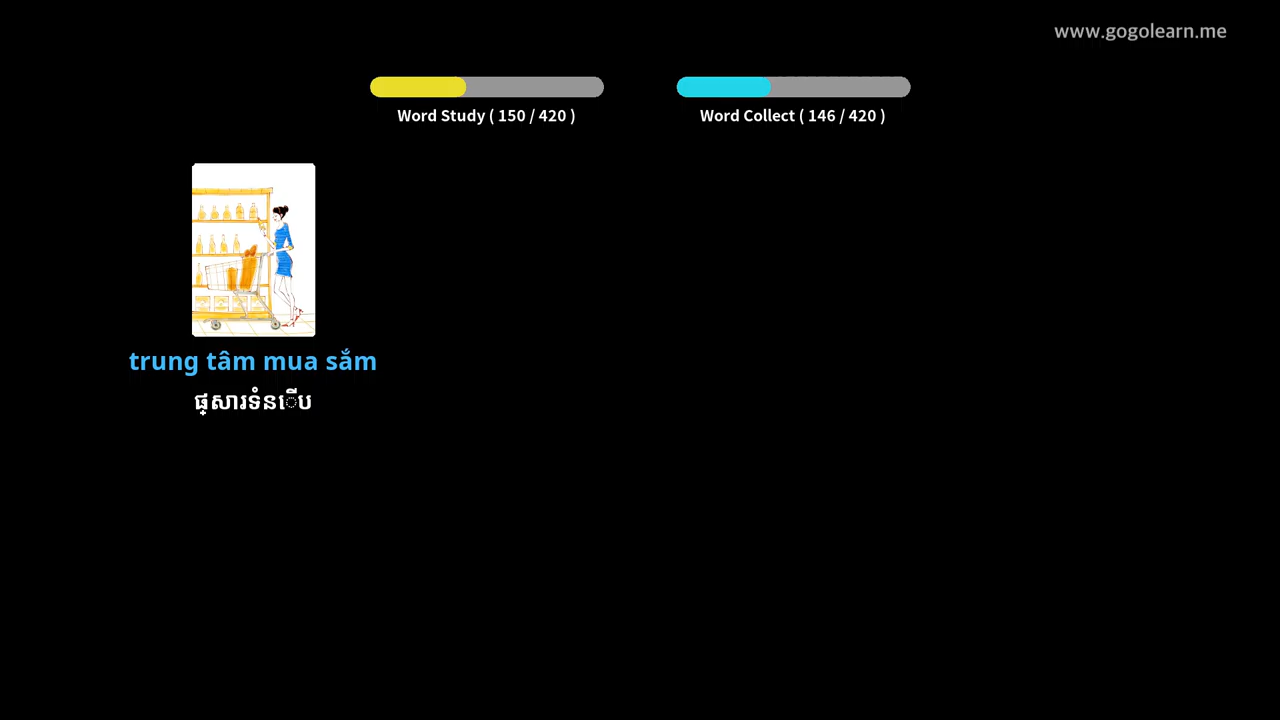 www.gogolearn.me
Word Study ( 150 / 420 )
Word Collect ( 146 / 420 )
trung tâm mua sắm
ផ្សារទំនើប